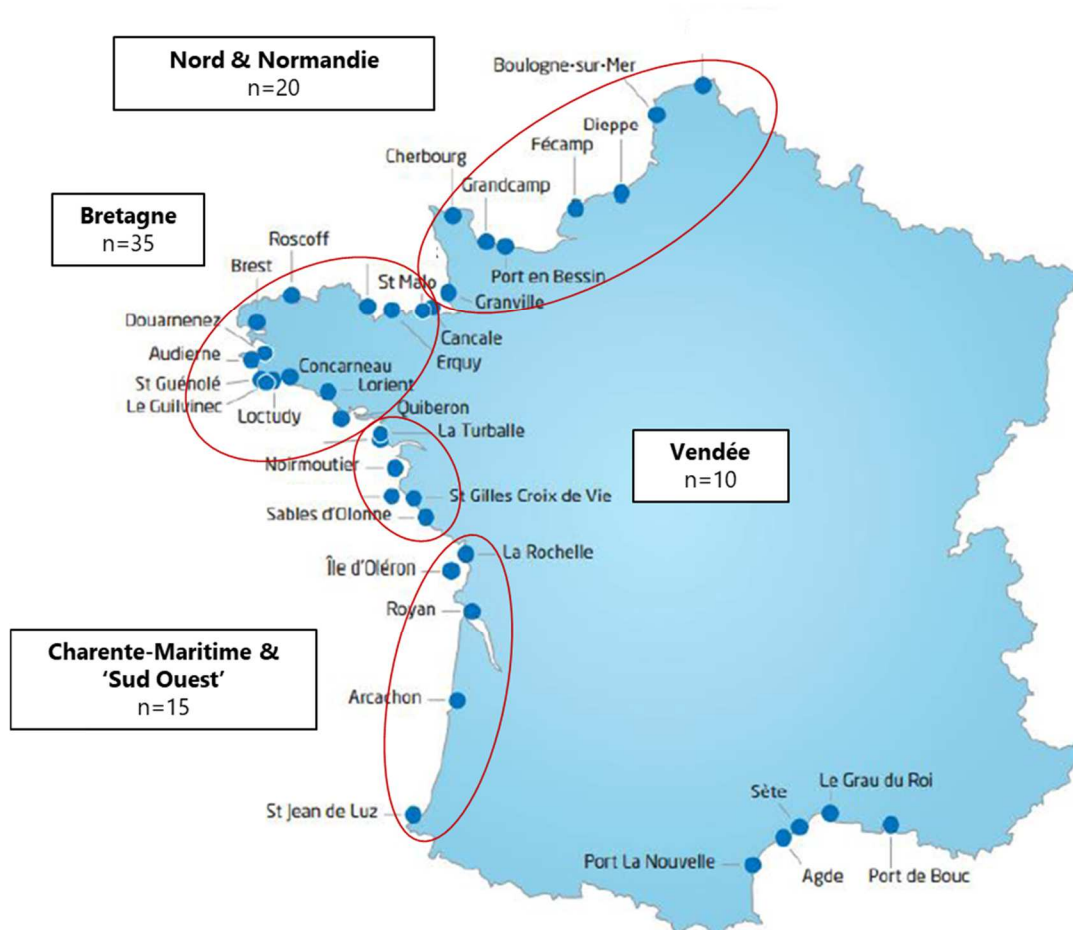 Nord & Normandie
n=20
Boulogne-sur-Mer
Dieppe
Fécamp
Cherbourg
Grandcamp
Port en Bessin
Granville
Bretagne
n=35
Roscoff
Brest
St Malo
Cancale
Erquy
Douarnenez
Audierne
St Guénolé
Le Guilvinec
Loctudy
Concarneau
Lorient
Quiberon
La Turballe
Noirmoutier
St Gilles Croix de Vie
Sables d'Olonne
Vendée
n=10
La Rochelle
Île d'Oléron
Royan
Charente-Maritime &
‘Sud Ouest’
n=15
Arcachon
St Jean de Luz
Le Grau du Roi
Sète
Port La Nouvelle
Agde
Port de Bouc